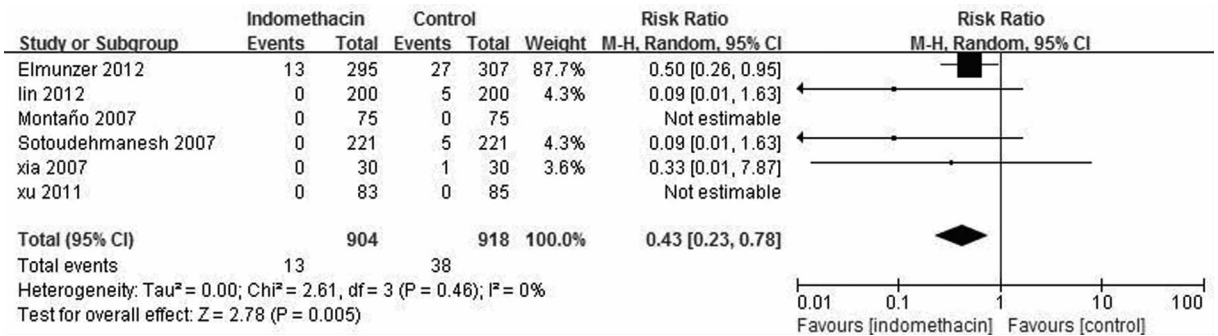 Indomethacin Control Risk Ratio Risk Ratio
Study or Subgroup Events Total Events Total Weight M-H, Random, 95% CI M-H, Random, 95% CI
Elmunzer 2012 13 295 27 307 87.7% 0.50 [0.26, 0.95]
lin 2012 0 200 5 200 4.3% 0.09 [0.01, 1.63]
Montaño 2007 0 75 0 75 Not estimable
Sotoudehmanesh 2007 0 221 5 221 4.3% 0.09 [0.01, 1.63]
xia 2007 0 30 1 30 3.6% 0.33 [0.01, 7.87]
xu 2011 0 83 0 85 Not estimable
Total (95% CI) 904 918 100.0% 0.43 [0.23, 0.78]
Total events 13 38
Heterogeneity: Tau² = 0.00; Chi² = 2.61, df = 3 (P = 0.46); I² = 0%
Test for overall effect: Z = 2.78 (P = 0.005)
0.01 0.1 1 10 100
Favours [indomethacin] Favours [control]